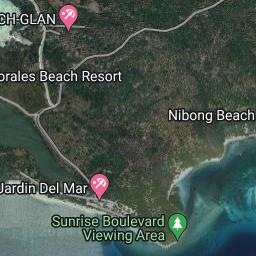 CH-GLAN
orales Beach Resort
Nibong Beach
Jardin Del Mar
Sunrise Boulevard
Viewing Area